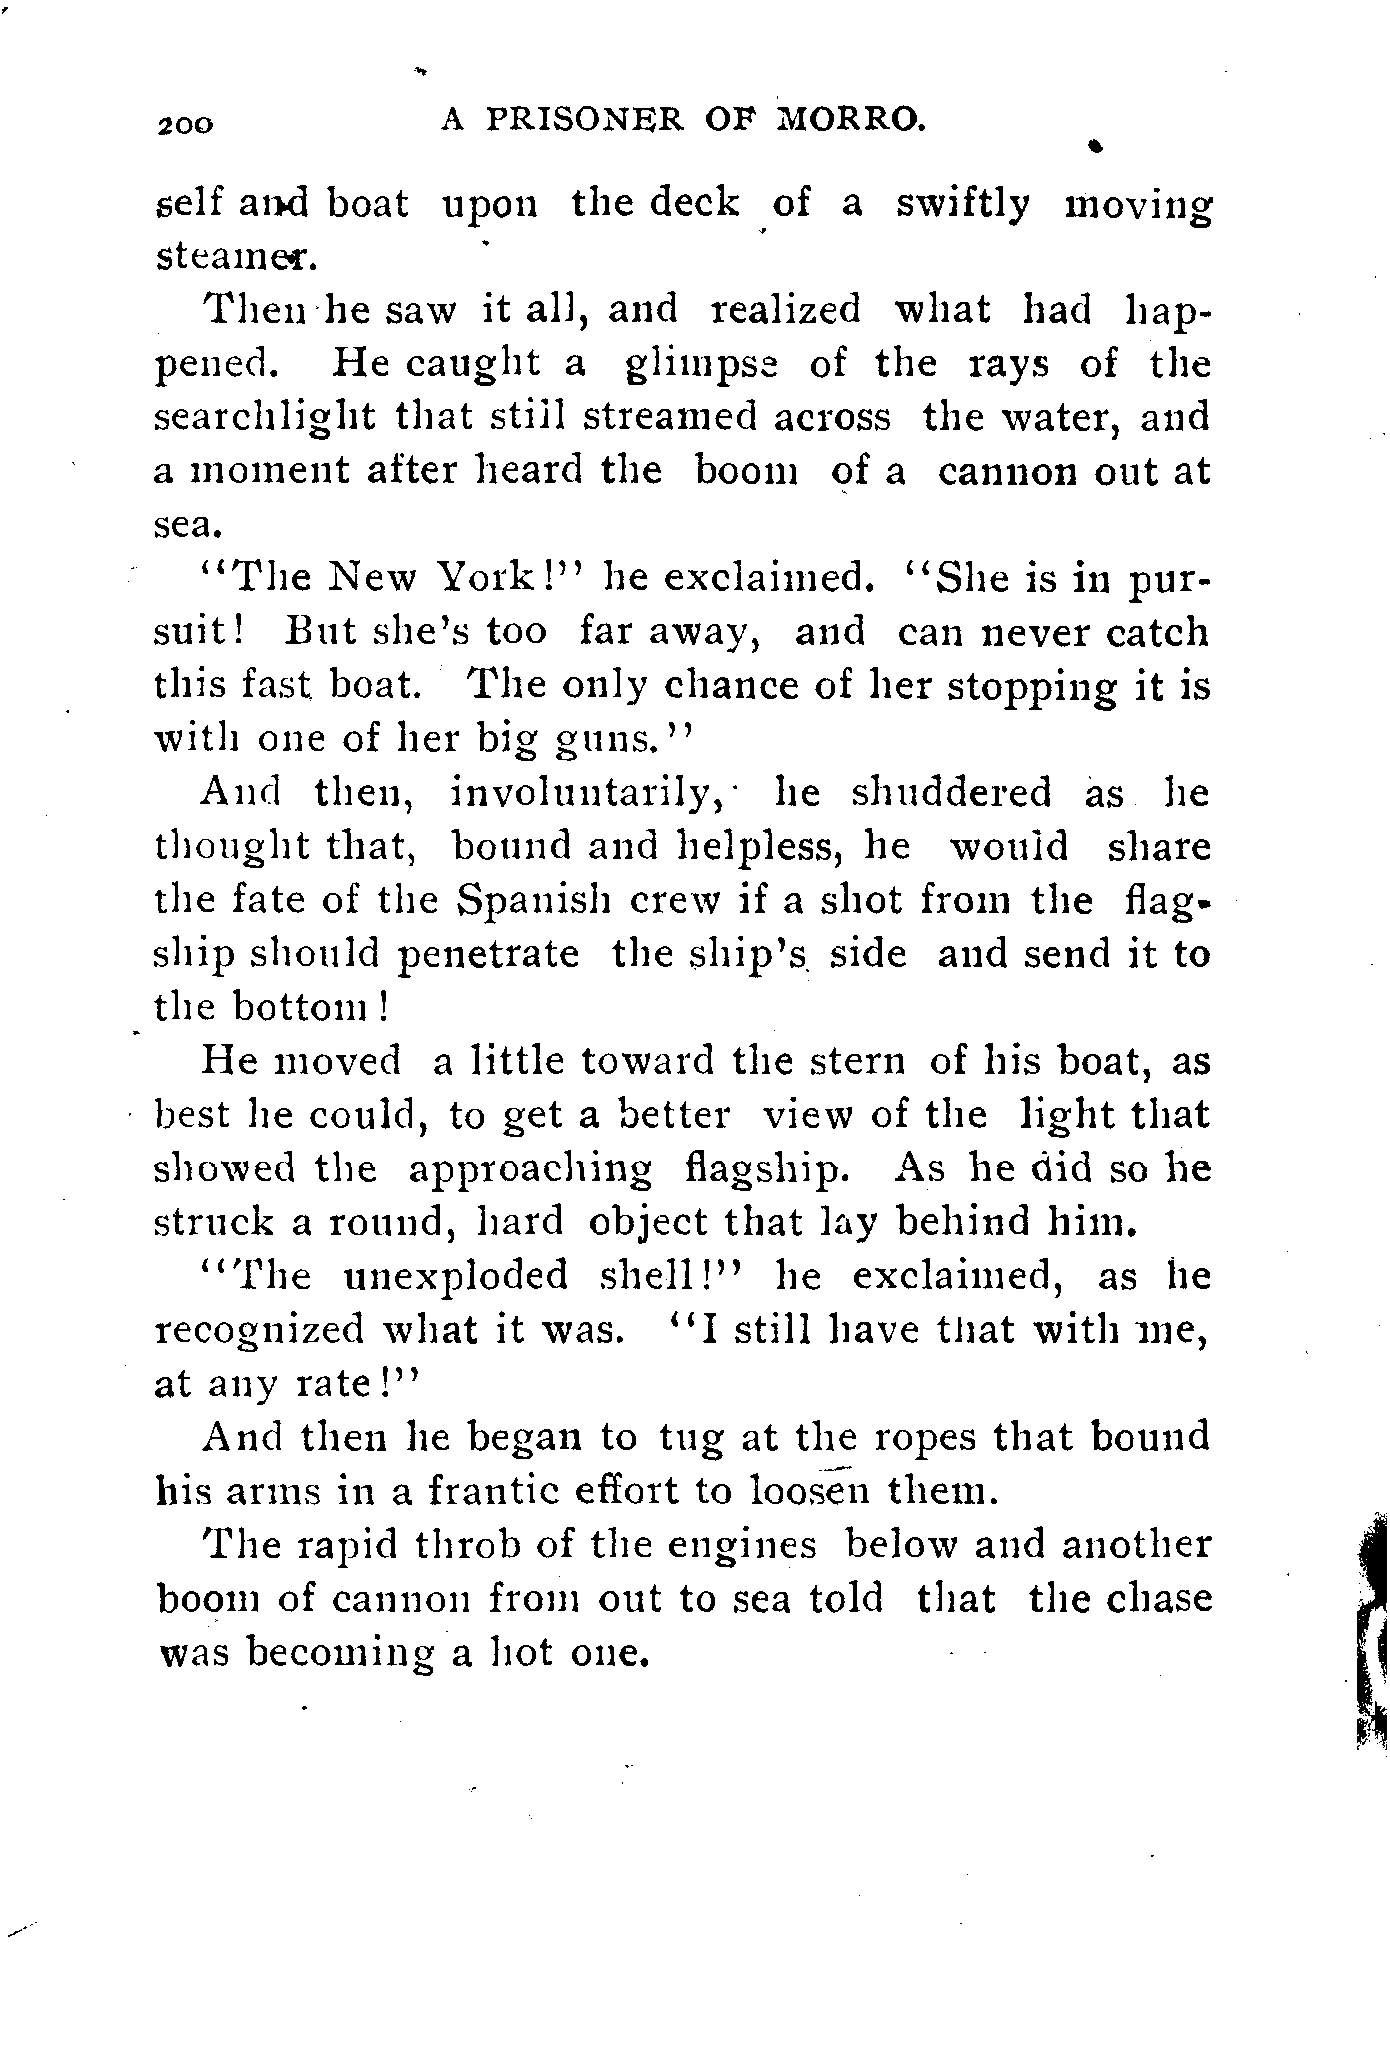 200 A PRISONER OF MORRO.
self and boat upon the deck of a swiftly moving
steamer.
Then he saw it all, and realized what had hap-
pened. He caught a glimpse of the rays of the
searchlight that still streamed across the water, and
a moment after heard the boom of a cannon out at
sea.
"The New York!" he exclaimed. "She is in pur-
suit! But she's too far away, and can never catch
this fast boat. The only chance of her stopping it is
with one of her big guns."
And then, involuntarily, he shuddered as he
thought that, bound and helpless, he would share
the fate of the Spanish crew if a shot from the flag-
ship should penetrate the ship's side and send it to
the bottom!
He moved a little toward the stern of his boat, as
best he could, to get a better view of the light that
showed the approaching flagship. As he did so he
struck a round, hard object that lay behind him.
"The unexploded shell!" he exclaimed, as he
recognized what it was. "I still have that with me,
at any rate!"
And then he began to tug at the ropes that bound
his arms in a frantic effort to loosen them.
The rapid throb of the engines below and another
boom of cannon from out to sea told that the chase
was becoming a hot one.